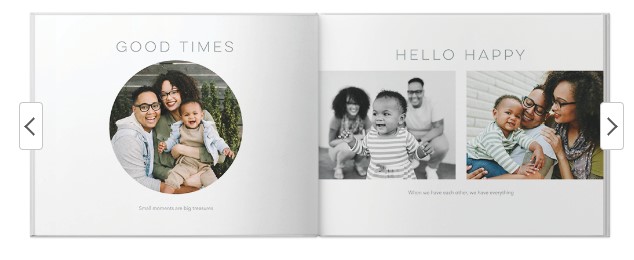 GOOD TIMES
Small moments are big treasures
HELLO HAPPY
When we have each other, we have everything.